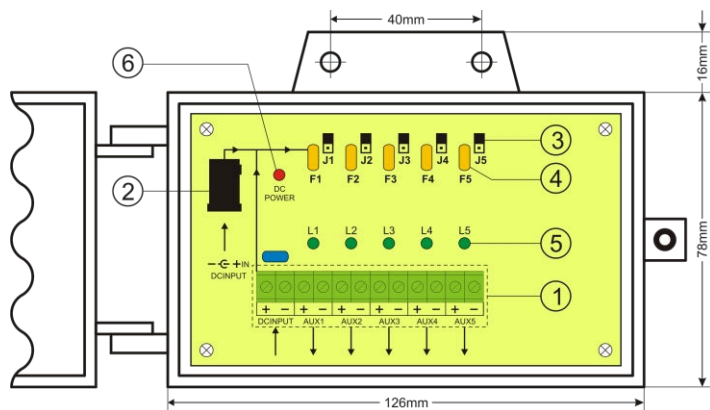 40mm
16mm
6
3
J1 J2 J3 J4 J5
2
4
F1 F2 F3 F4 F5
DC
POWER
L1 L2 L3 L4 L5
5
78mm
− + IN
DCINPUT
1
+ − + − + − + − + − + −
DCINPUT AUX1 AUX2 AUX3 AUX4 AUX5
126mm